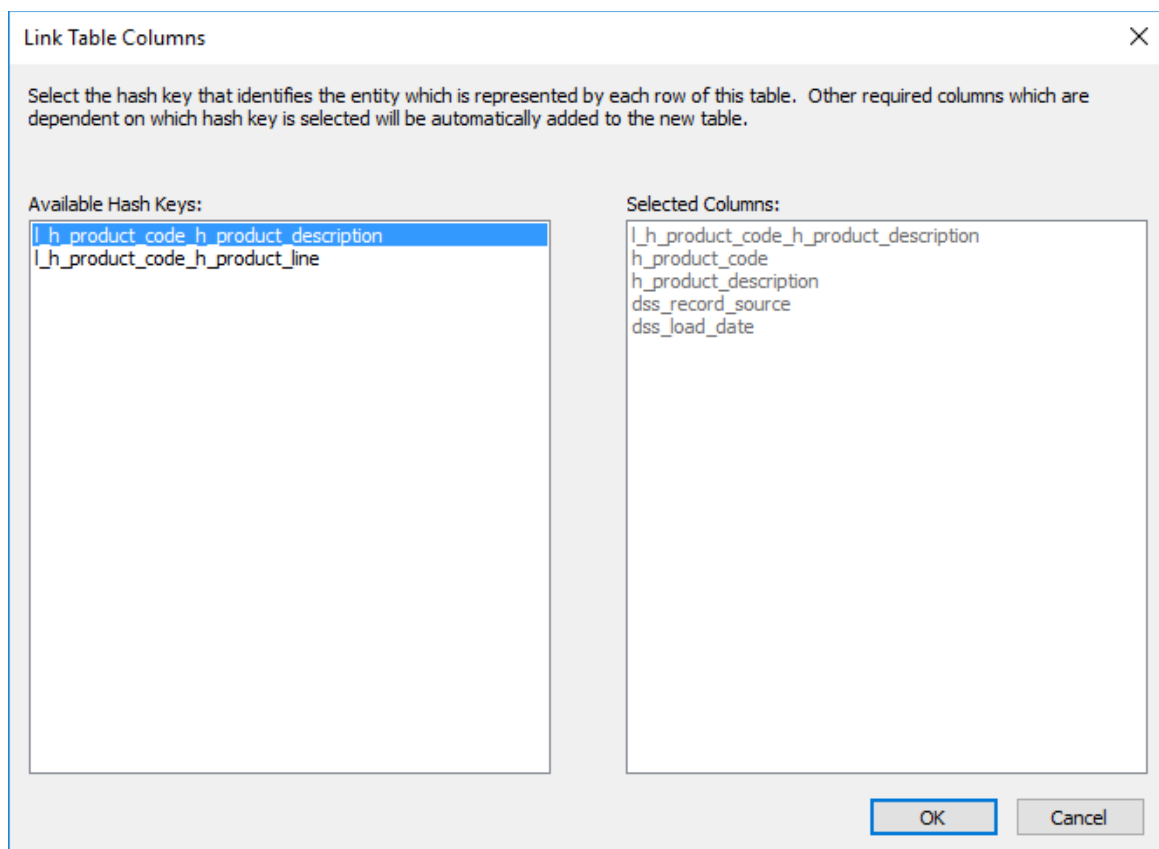 Link Table Columns
Select the hash key that identifies the entity which is represented by each row of this table.  Other required columns which are
dependent on which hash key is selected will be automatically added to the new table.
Available Hash Keys:
l_h_product_code_h_product_description
l_h_product_code_h_product_line
Selected Columns:
l_h_product_code_h_product_description
h_product_code
h_product_description
dss_record_source
dss_load_date
OK
Cancel